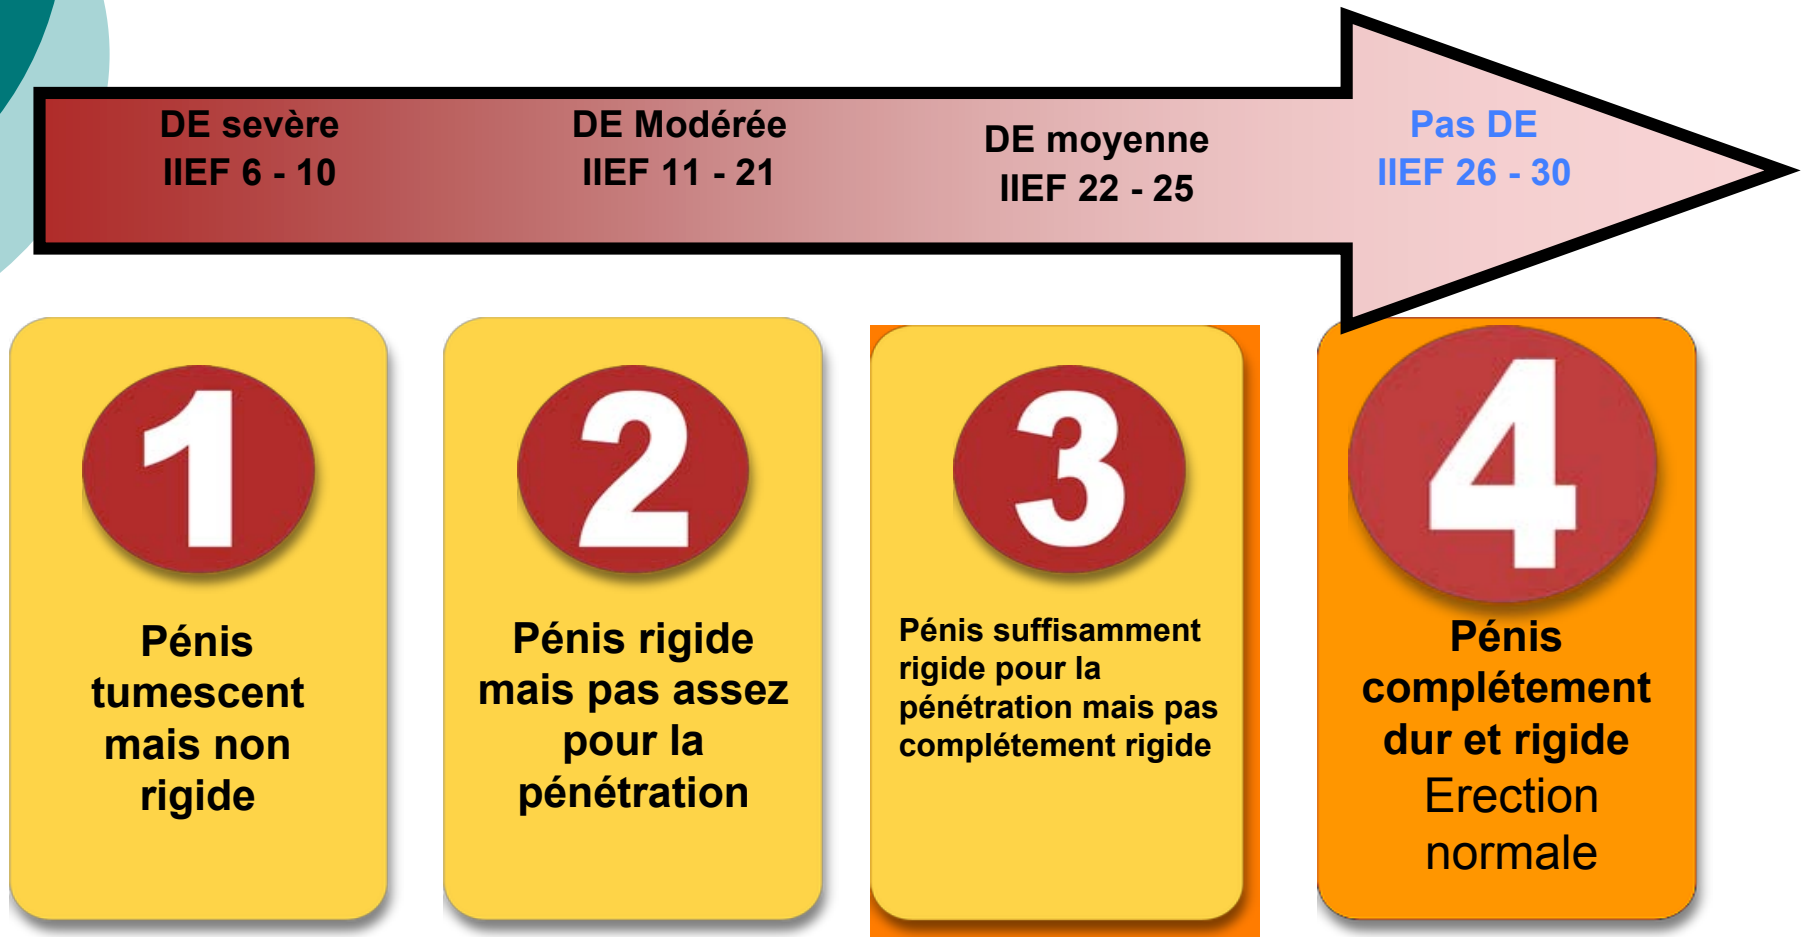 DE sevère
IIEF 6 - 10
DE Modérée
IIEF 11 - 21
DE moyenne
IIEF 22 - 25
Pas DE
IIEF 26 - 30
1
Pénis
tumescent
mais non
rigide
2
Pénis rigide
mais pas assez
pour la
pénétration
3
Pénis suffisamment
rigide pour la
pénétration mais pas
complétement rigide
4
Pénis
complétement
dur et rigide
Erection
normale